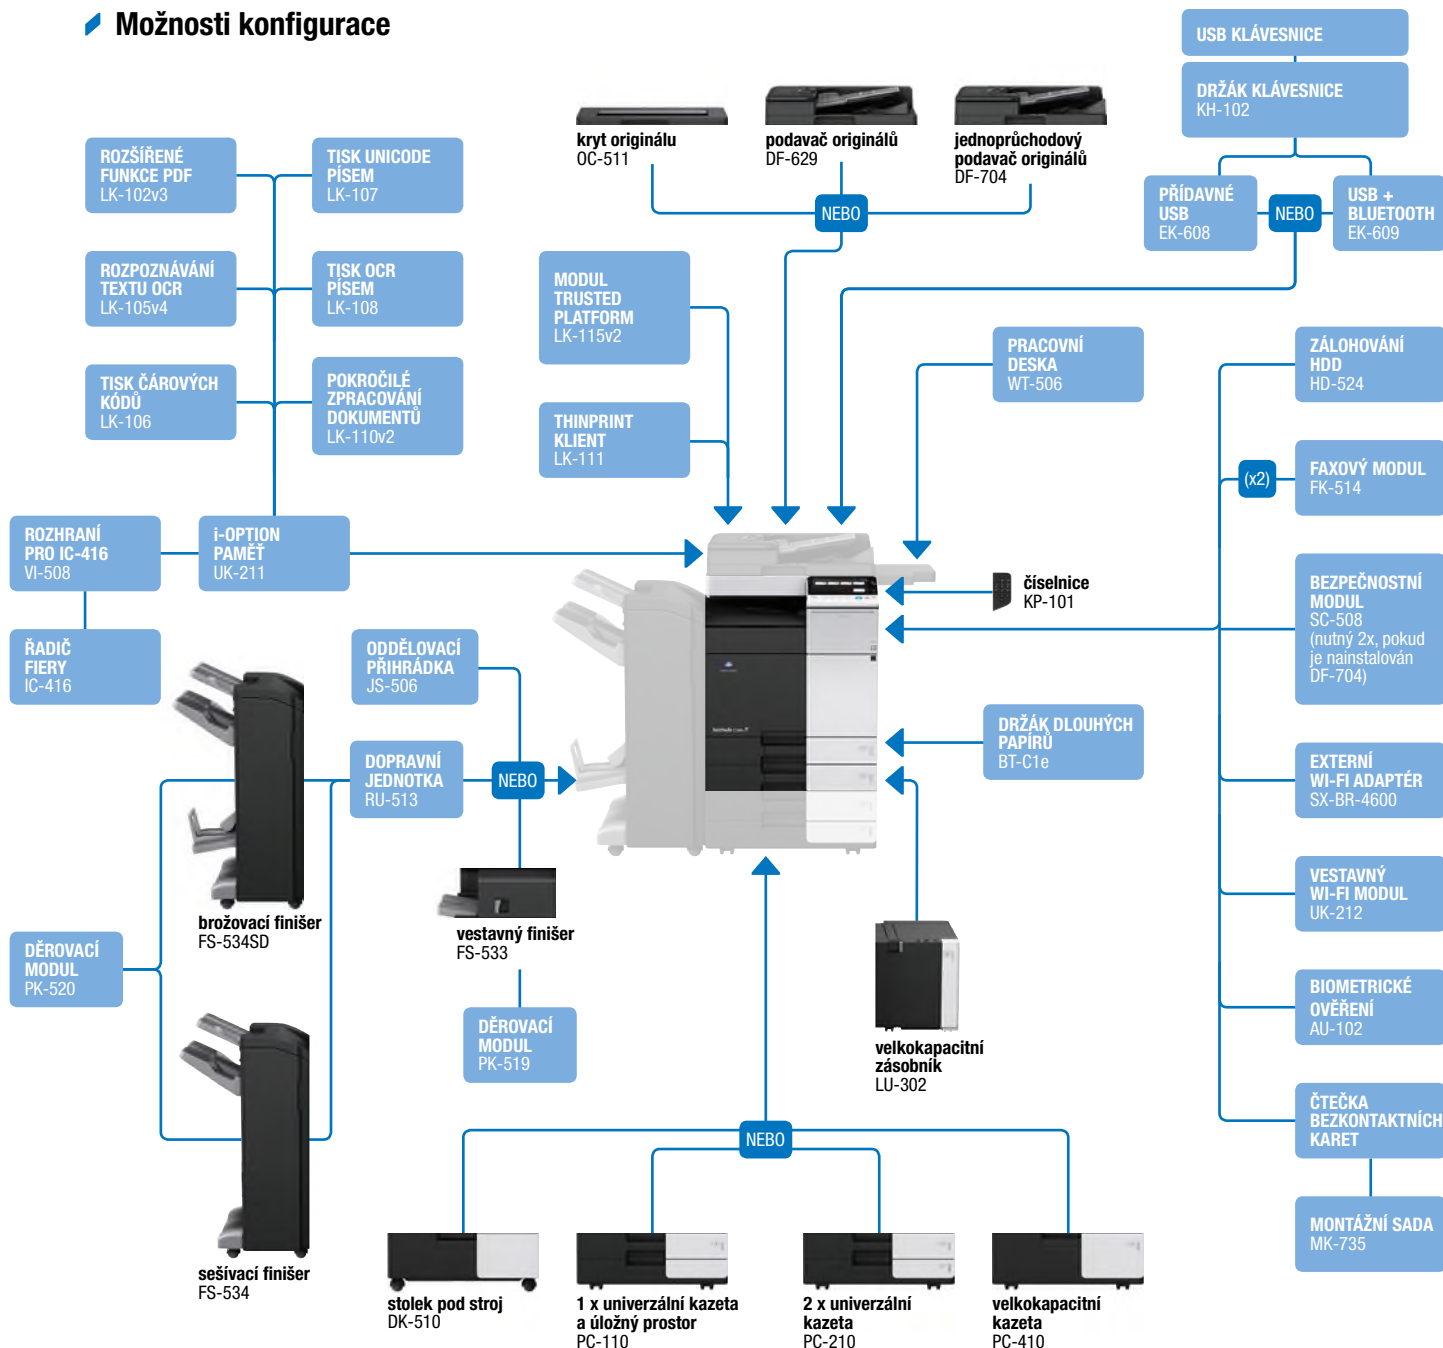 Možnosti konfigurace
USB KLÁVESNICE
DRŽÁK KLÁVESNICE
KH-102
PŘÍDAVNÉ
USB
EK-608
NEBO
USB +
BLUETOOTH
EK-609
kryt originálu
OC-511
podavač originálů
DF-629
jednoprůchodový
podavač originálů
DF-704
NEBO
ROZŠÍŘENÉ
FUNKCE PDF
LK-102v3
TISK UNICODE
PÍSEM
LK-107
ROZPOZNÁVÁNÍ
TEXTU OCR
LK-105v4
TISK OCR
PÍSEM
LK-108
TISK ČÁROVÝCH
KÓDŮ
LK-106
POKROČILÉ
ZPRACOVÁNÍ
DOKUMENTŮ
LK-110v2
MODUL
TRUSTED
PLATFORM
LK-115v2
THINPRINT
KLIENT
LK-111
PRACOVNÍ
DESKA
WT-506
ZÁLOHOVÁNÍ
HDD
HD-524
(x2)
FAXOVÝ MODUL
FK-514
ROZHRANÍ
PRO IC-416
VI-508
i-OPTION
PAMĚŤ
UK-211
ŘADIČ
FIERY
IC-416
číselnice
KP-101
BEZPEČNOSTNÍ
MODUL
SC-508
(nutný 2x, pokud
je nainstalován
DF-704)
ODDĚLOVACÍ
PŘIHRÁDKA
JS-506
DOPRAVNÍ
JEDNOTKA
RU-513
NEBO
DRŽÁK DLOUHÝCH
PAPÍRŮ
BT-C1e
EXTERNÍ
WI-FI ADAPTÉR
SX-BR-4600
VESTAVNÝ
WI-FI MODUL
UK-212
brožovací finišer
FS-534SD
vestavný finišer
FS-533
DĚROVACÍ
MODUL
PK-520
DĚROVACÍ
MODUL
PK-519
velkokapacitní
zásobník
LU-302
BIOMETRICKÉ
OVĚŘENÍ
AU-102
ČTEČKA
BEZKONTAKTNÍCH
KARET
MONTÁŽNÍ SADA
MK-735
NEBO
sešívací finišer
FS-534
stolek pod stroj
DK-510
1 x univerzální kazeta
a úložný prostor
PC-110
2 x univerzální
kazeta
PC-210
velkokapacitní
kazeta
PC-410